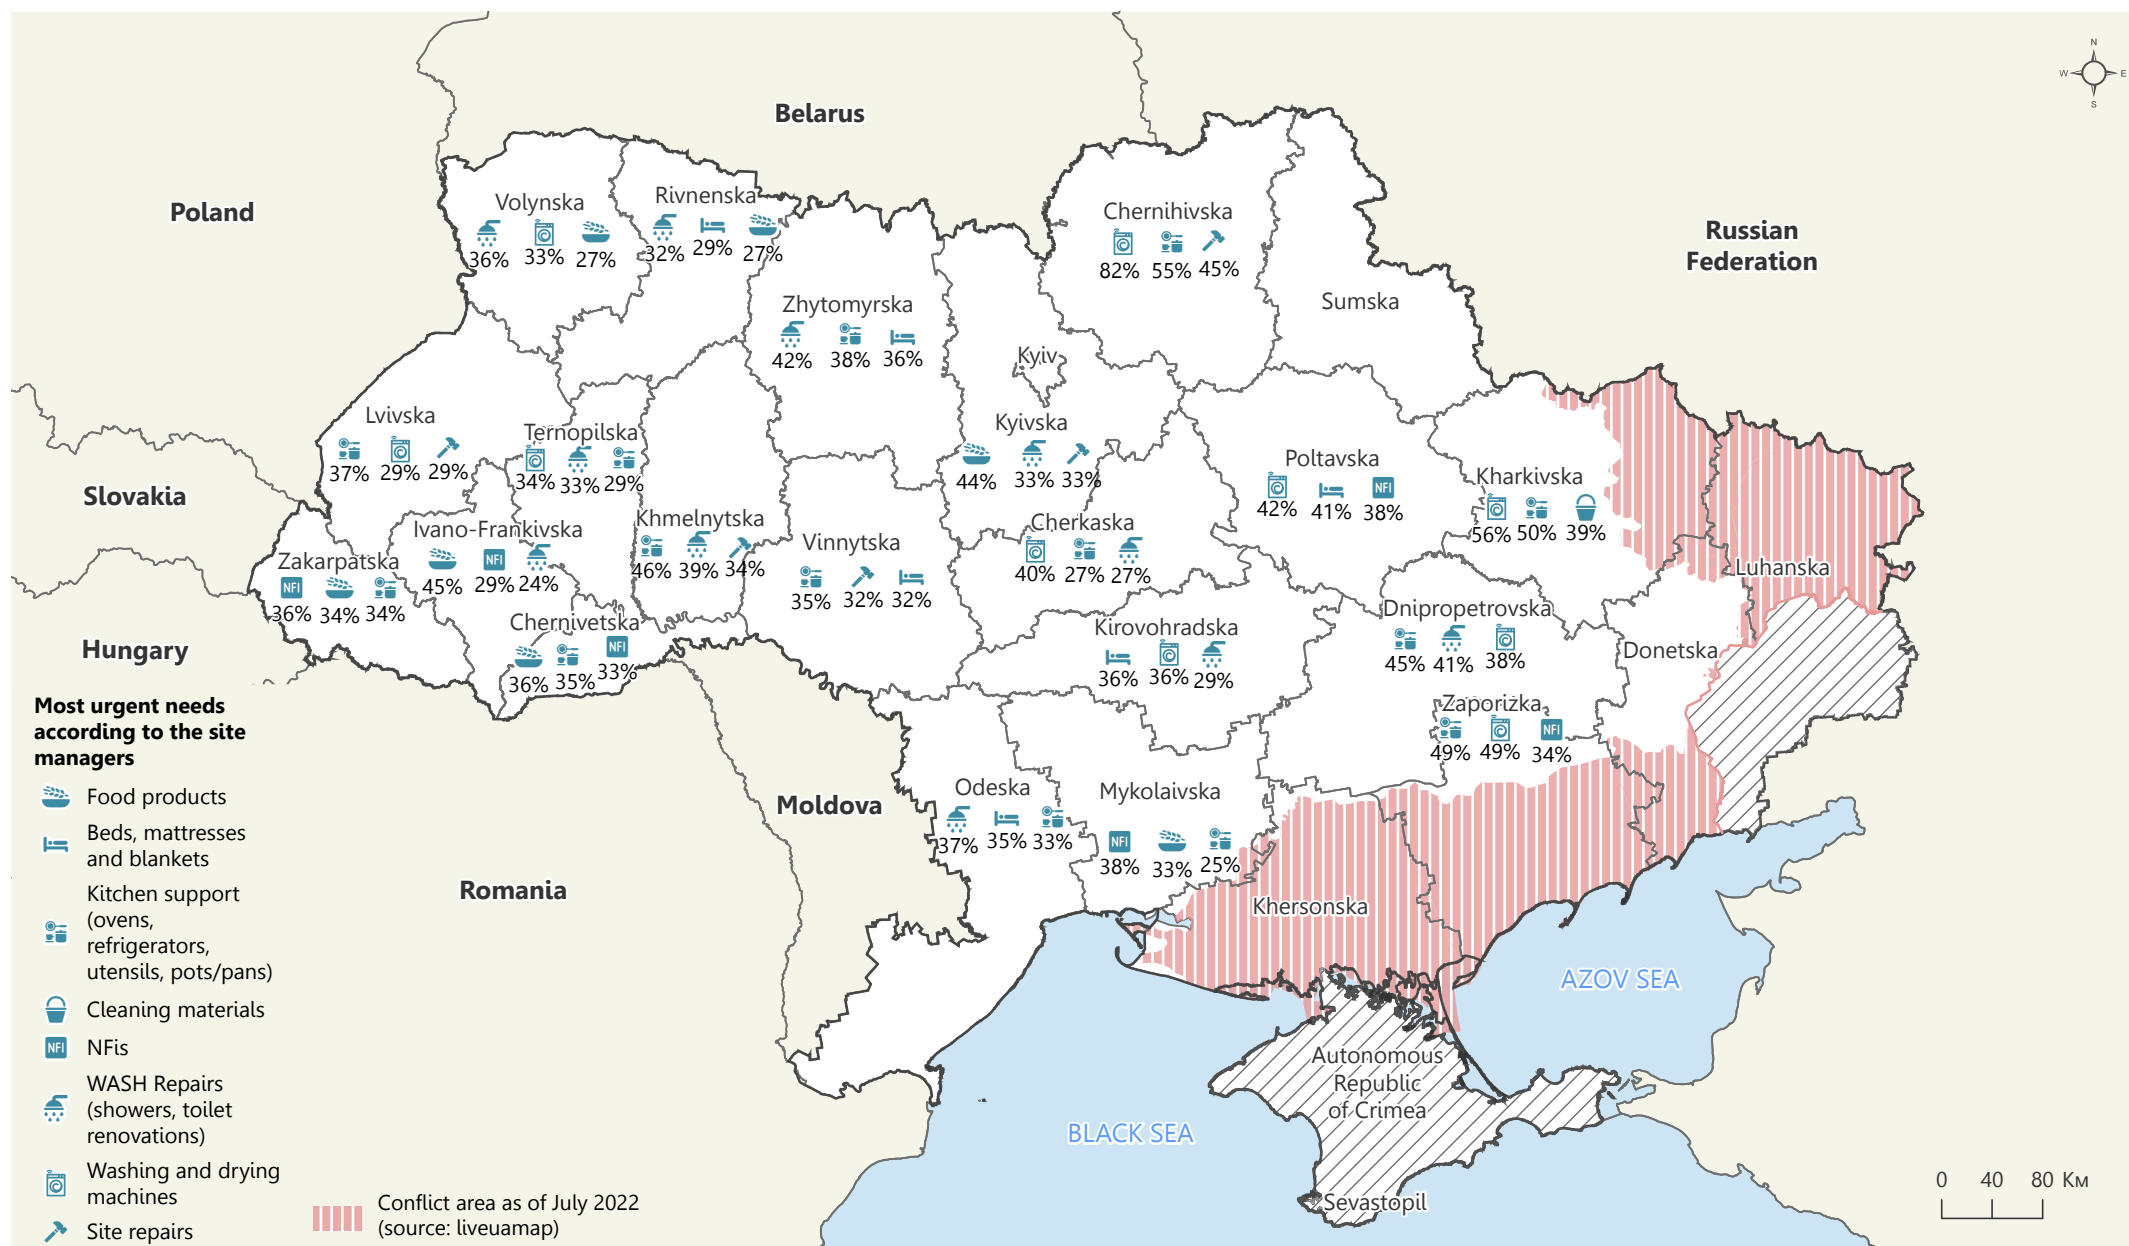 N
W
E
S
Belarus
Poland
Russian
Federation
Volynska
36% 33% 27%
Rivnenska
32% 29% 27%
Chernihivska
82% 55% 45%
Zhytomyrska
42% 38% 36%
Sumska
Kyiv
Lvivska
37% 29% 29%
Ternopilska
34% 33% 29%
Kyivska
44% 33% 33%
Poltavska
42% 41% 38%
NFI
Kharkivska
56% 50% 39%
Slovakia
Ivano-Frankivska
NFI
45% 29% 24%
Khmelnytska
46% 39% 34%
Vinnytska
35% 32% 32%
Cherkaska
40% 27% 27%
Zakarpatska
NFI
36% 34% 34%
Luhanska
Chernivetska
NFI
36% 35% 33%
Kirovohradska
36% 36% 29%
Dnipropetrovska
45% 41% 38%
Donetska
Hungary
Zaporizka
NFI
49% 49% 34%
Odeska
37% 35% 33%
Mykolaivska
NFI
38% 33% 25%
Moldova
Romania
Khersonska
AZOV SEA
BLACK SEA
Autonomous
Republic
of Crimea
Sevastopil
Most urgent needs
according to the site
managers
Food products
Beds, mattresses
and blankets
Kitchen support
(ovens,
refrigerators,
utensils, pots/pans)
Cleaning materials
NFI
NFis
WASH Repairs
(showers, toilet
renovations)
Washing and drying
machines
Site repairs
Conflict area as of July 2022
(source: liveuamap)
0 40 80 Км